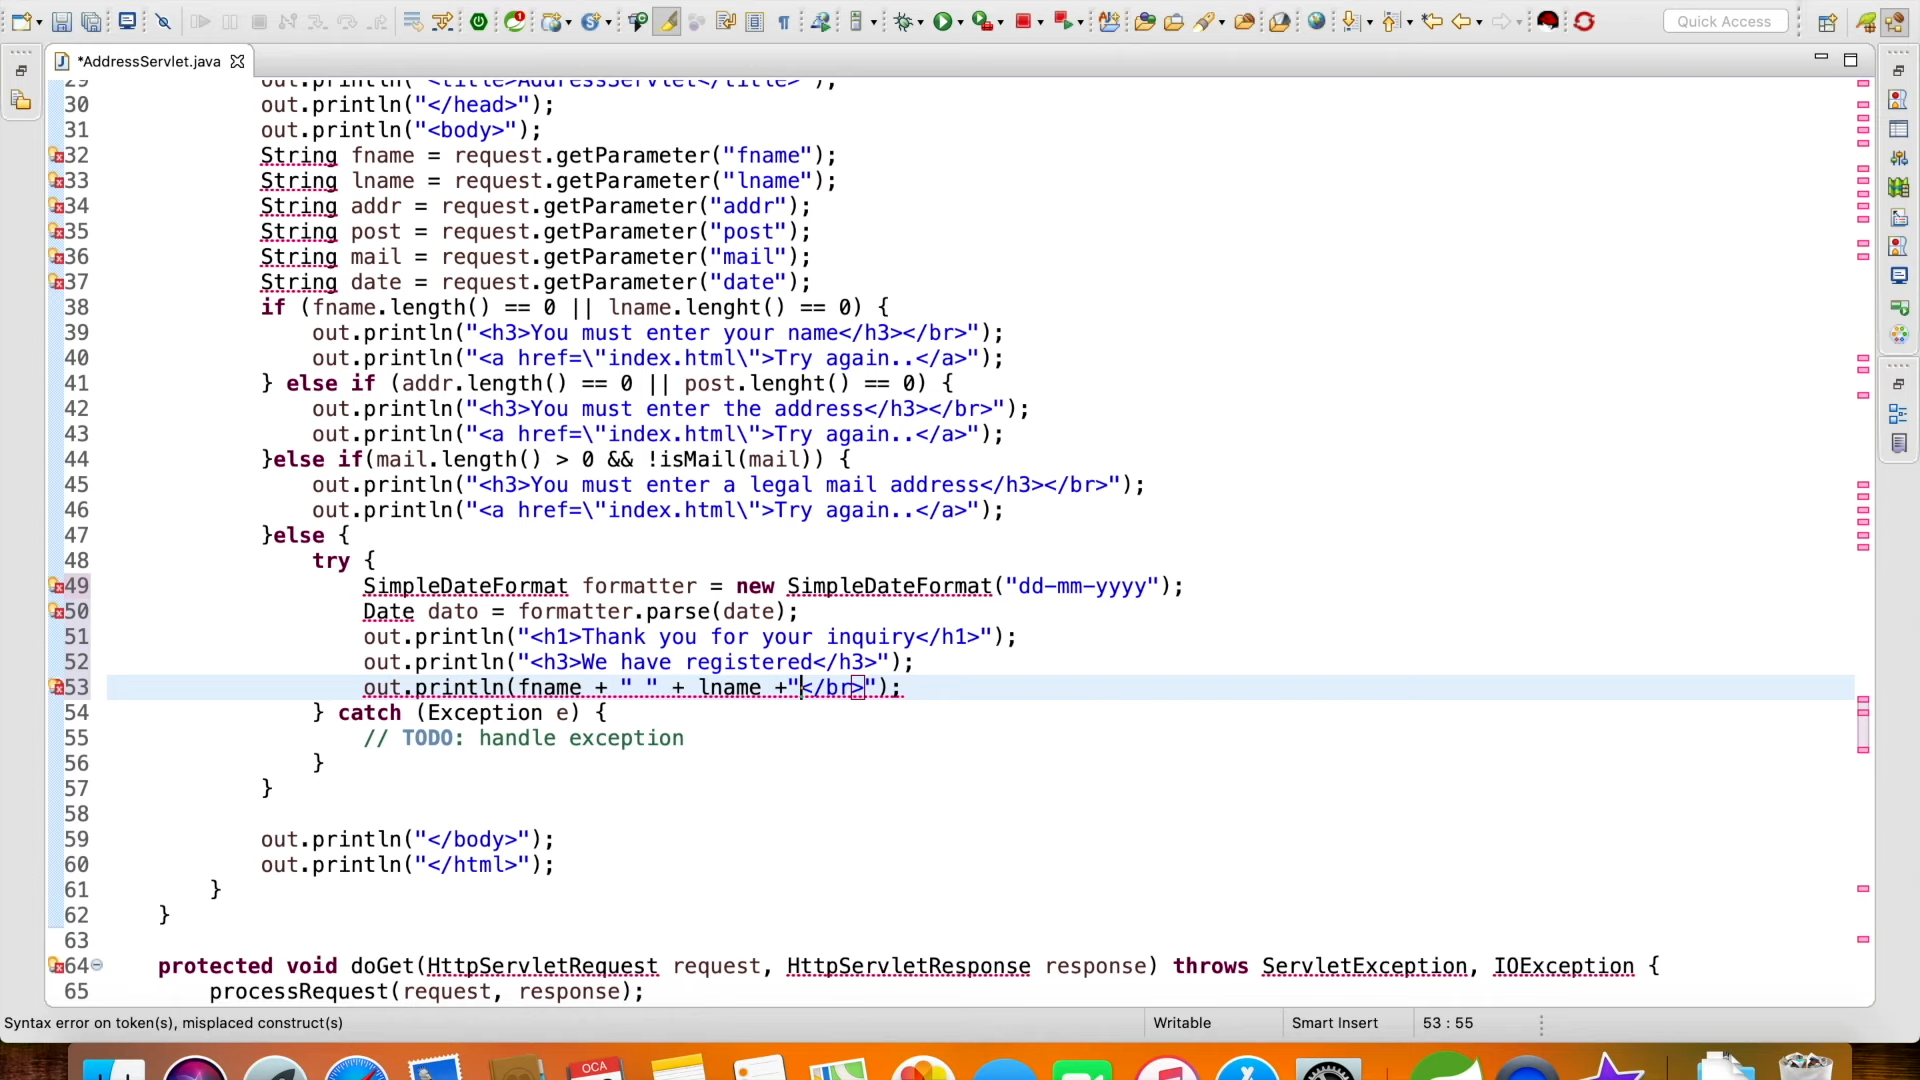 Quick Access
*AddressServlet.java
29 out.println("<title>AddressServlet</title>");
30 out.println("</head>");
31 out.println("<body>");
32 String fname = request.getParameter("fname");
33 String lname = request.getParameter("lname");
34 String addr = request.getParameter("addr");
35 String post = request.getParameter("post");
36 String mail = request.getParameter("mail");
37 String date = request.getParameter("date");
38 if (fname.length() == 0 || lname.lenght() == 0) {
39 out.println("<h3>You must enter your name</h3></br>");
40 out.println("<a href=\"index.html\">Try again..</a>");
41 } else if (addr.length() == 0 || post.lenght() == 0) {
42 out.println("<h3>You must enter the address</h3></br>");
43 out.println("<a href=\"index.html\">Try again..</a>");
44 }else if(mail.length() > 0 && !isMail(mail)) {
45 out.println("<h3>You must enter a legal mail address</h3></br>");
46 out.println("<a href=\"index.html\">Try again..</a>");
47 }else {
48 try {
49 SimpleDateFormat formatter = new SimpleDateFormat("dd-mm-yyyy");
50 Date dato = formatter.parse(date);
51 out.println("<h1>Thank you for your inquiry</h1>");
52 out.println("<h3>We have registered</h3>");
53 out.println(fname + " " + lname +"</br>");
54 } catch (Exception e) {
55 // TODO: handle exception
56 }
57 }
58
59 out.println("</body>");
60 out.println("</html>");
61 }
62 }
63
64 protected void doGet(HttpServletRequest request, HttpServletResponse response) throws ServletException, IOException {
65 processRequest(request, response);
Syntax error on token(s), misplaced construct(s)
Writable
Smart Insert
53 : 55
OCA